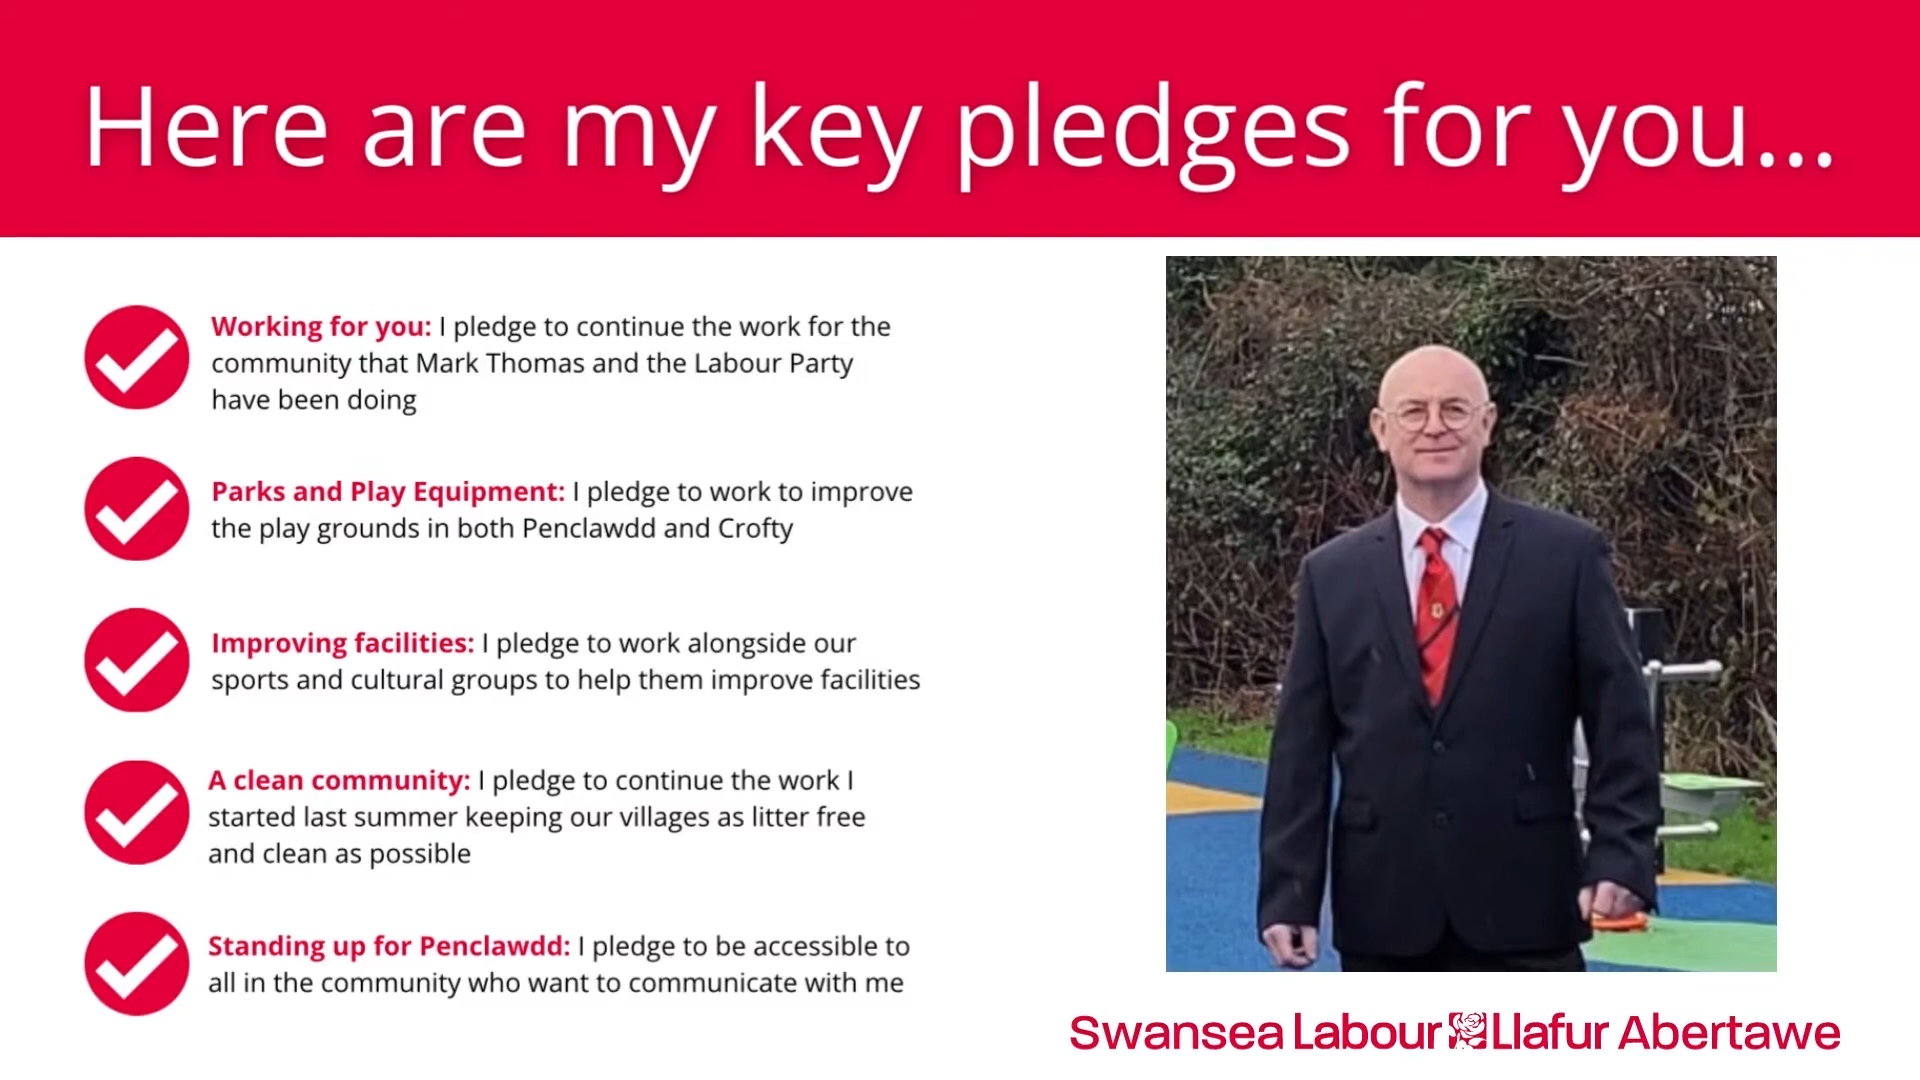 Here are my key pledges for you...
Working for you: I pledge to continue the work for the
community that Mark Thomas and the Labour Party
have been doing
Parks and Play Equipment: I pledge to work to improve
the play grounds in both Penclawdd and Crofty
Improving facilities: I pledge to work alongside our
sports and cultural groups to help them improve facilities
A clean community: I pledge to continue the work I
started last summer keeping our villages as litter free
and clean as possible
Standing up for Penclawdd: I pledge to be accessible to
all in the community who want to communicate with me
Swansea Labour Llafur Abertawe